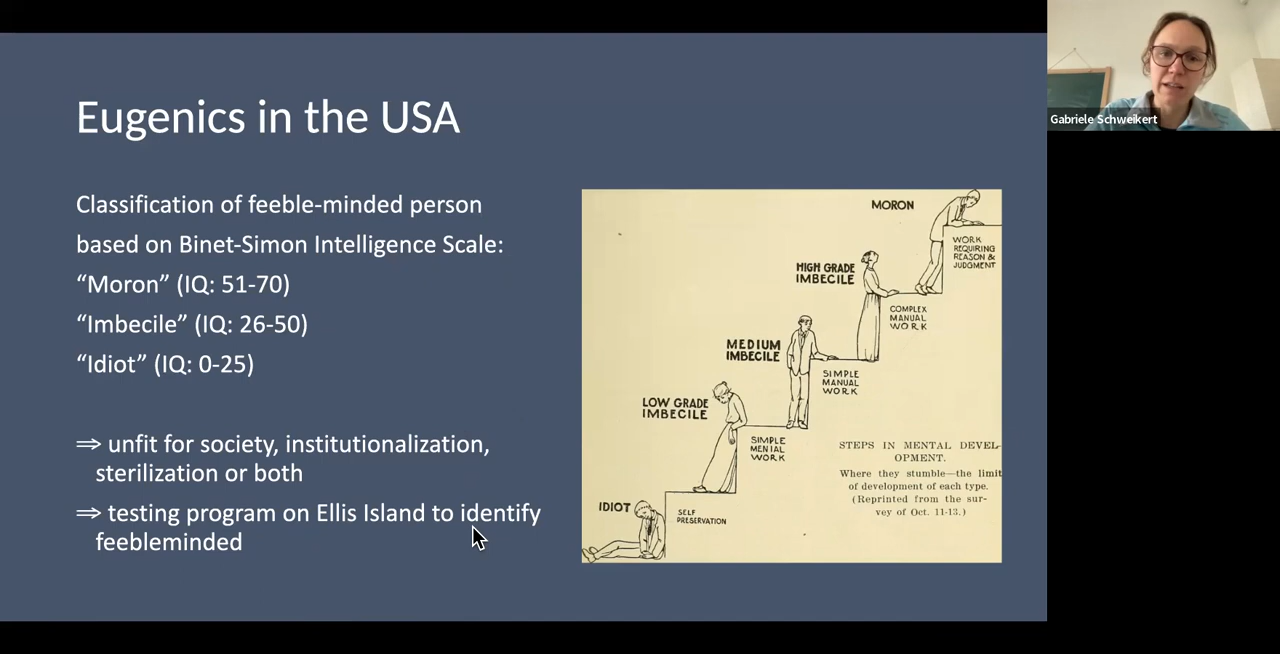 Eugenics in the USA
Classification of feeble-minded person
based on Binet-Simon Intelligence Scale:
“Moron” (IQ: 51-70)
“Imbecile” (IQ: 26-50)
“Idiot” (IQ: 0-25)
⇒ unfit for society, institutionalization,
sterilization or both
⇒ testing program on Ellis Island to identify
feebleminded
MORON
WORK
REQUIRING
REASON &
JUDGMENT
HIGH GRADE
IMBECILE
COMPLEX
MANUAL
WORK
MEDIUM
IMBECILE
SIMPLE
MANUAL
WORK
LOW GRADE
IMBECILE
SIMPLE
MENIAL
WORK
IDIOT
SELF
PRESERVATION
STEPS IN MENTAL DEVEL-
OPMENT.
Where they stumble—the limit
of development of each type.
(Reprinted from the sur-
vey of Oct. 11-13.)
Gabriele Schweikert